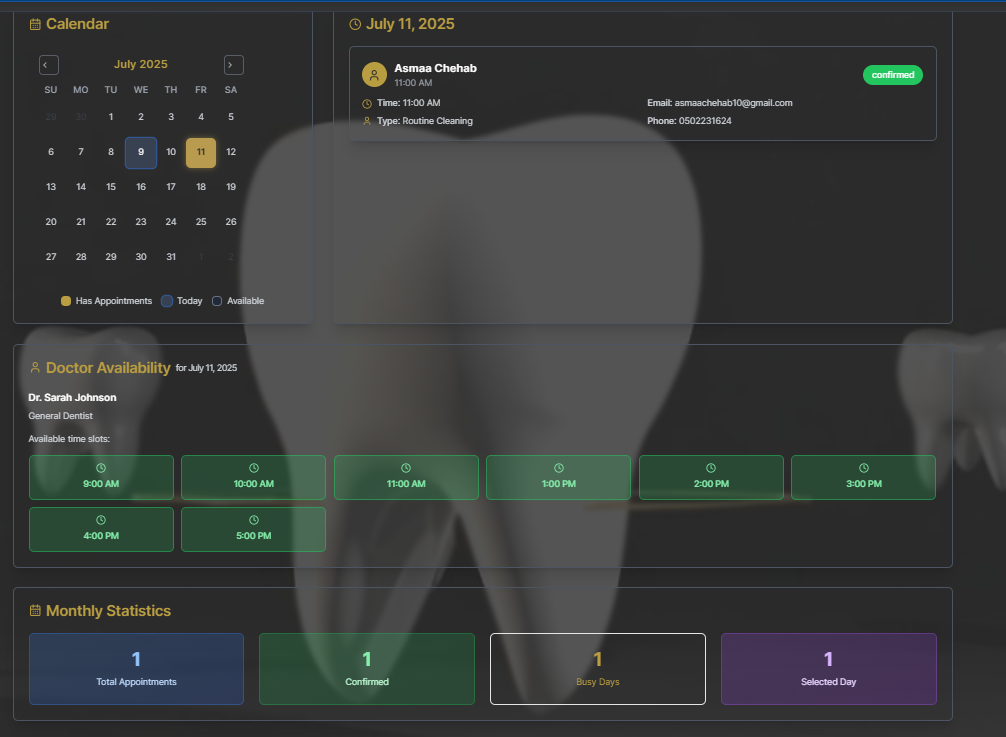 Calendar
July 2025
SU MO TU WE TH FR SA
29 30 1 2 3 4 5
6 7 8 9 10 11 12
13 14 15 16 17 18 19
20 21 22 23 24 25 26
27 28 29 30 31 1 2
Has Appointments Today Available
July 11, 2025
Asmaa Chehab
11:00 AM
confirmed
Time: 11:00 AM
Email: asmaachehab10@gmail.com
Type: Routine Cleaning
Phone: 0502231624
Doctor Availability for July 11, 2025
Dr. Sarah Johnson
General Dentist
Available time slots:
9:00 AM 10:00 AM 11:00 AM 1:00 PM 2:00 PM 3:00 PM
4:00 PM 5:00 PM
Monthly Statistics
1 1 1 1
Total Appointments Confirmed Busy Days Selected Day